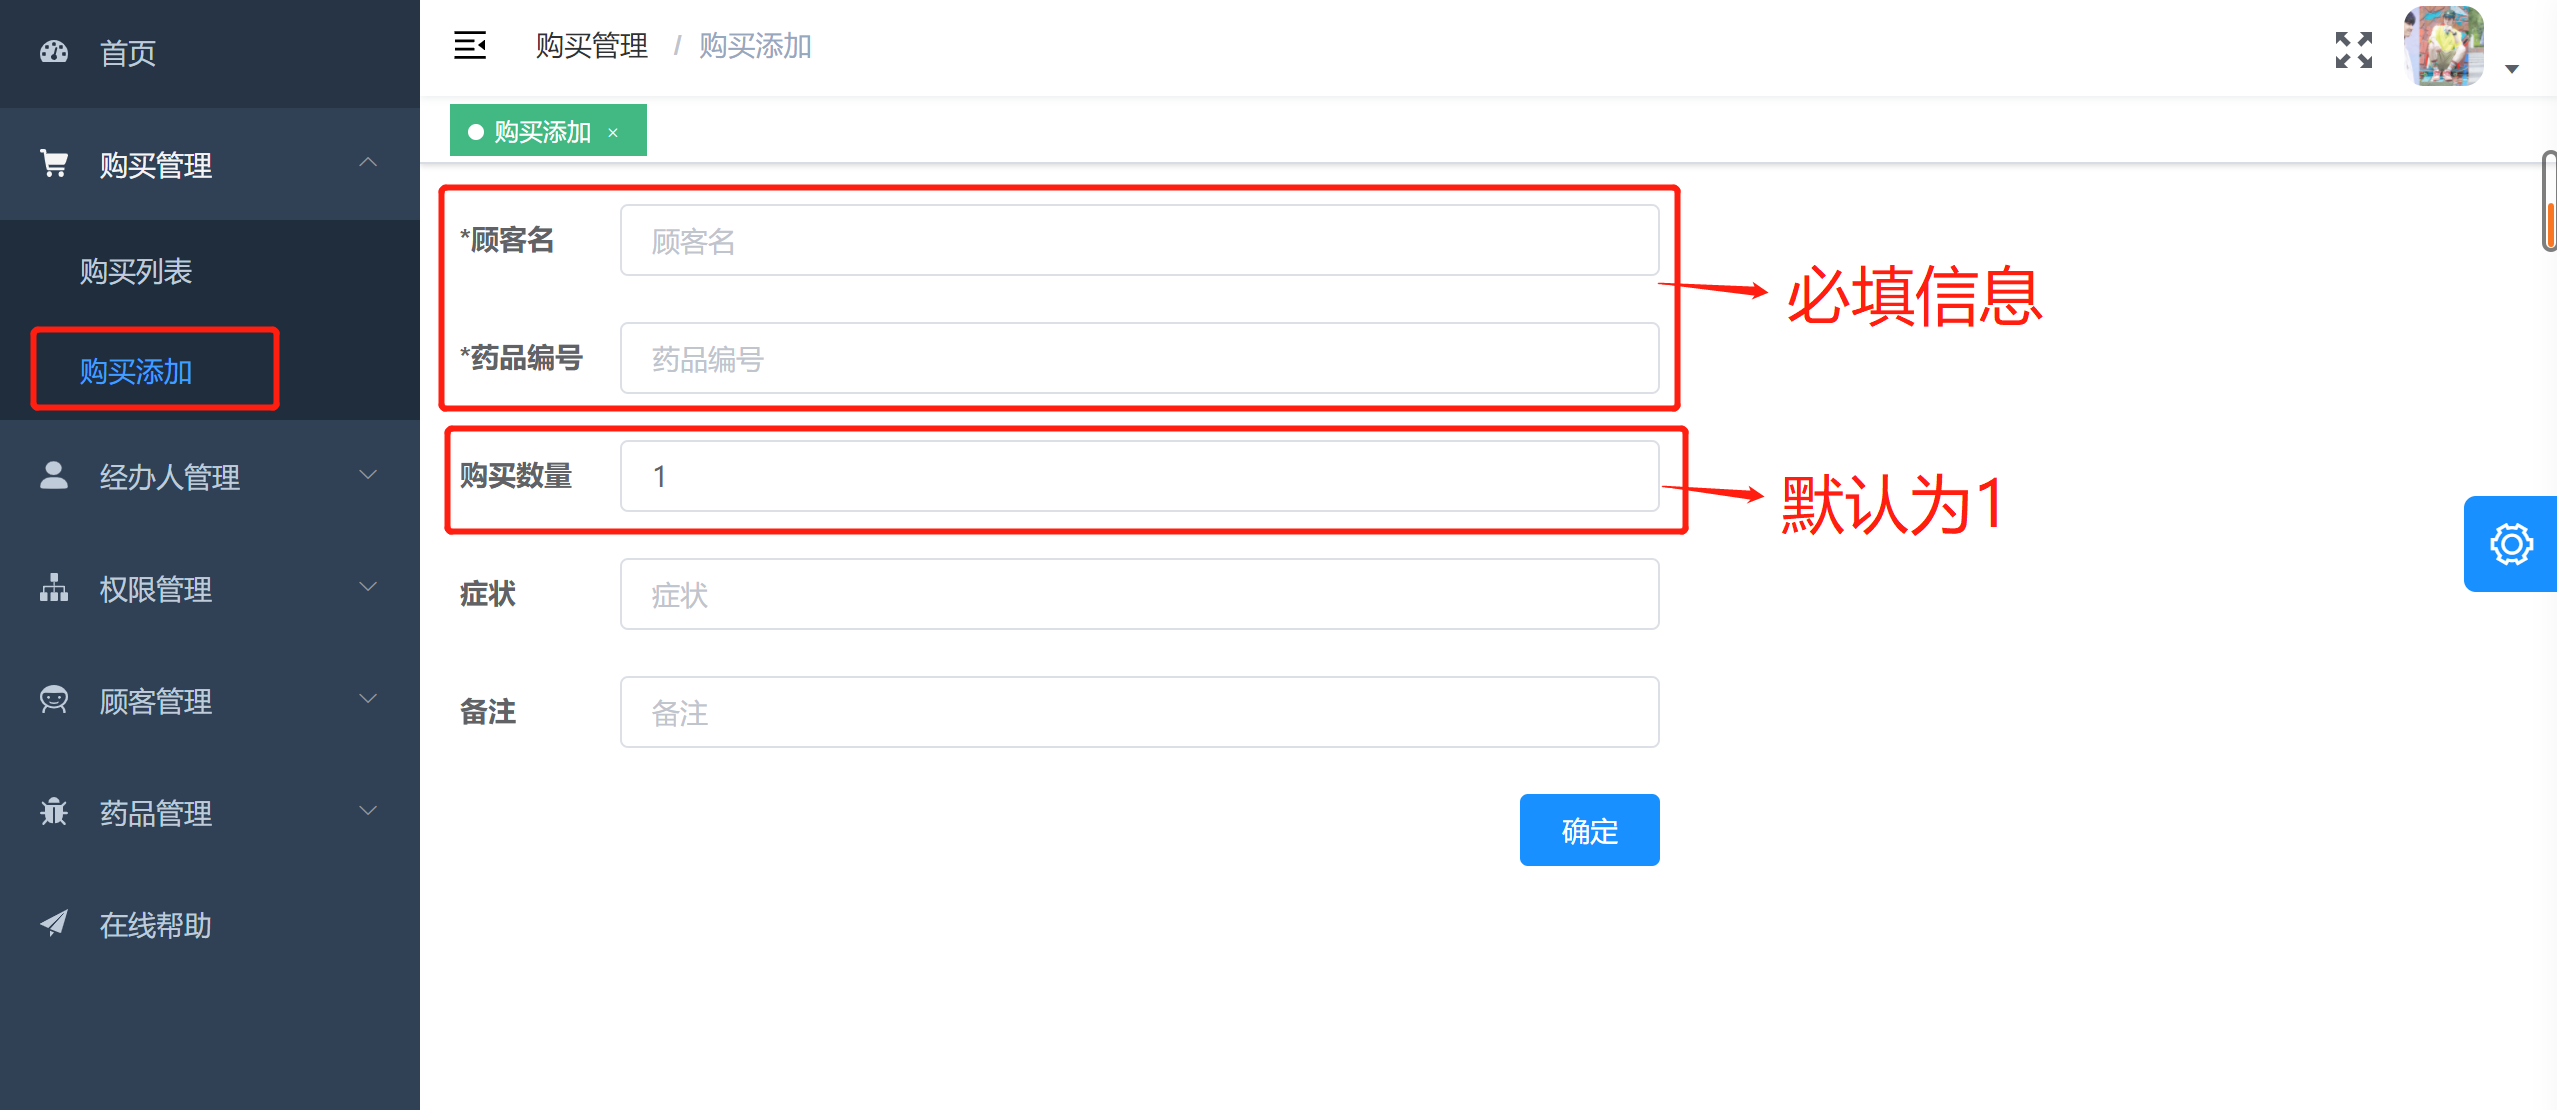 首页
购买管理
购买列表
购买添加
经办人管理
权限管理
顾客管理
药品管理
在线帮助
购买管理 / 购买添加
购买添加 ×
*顾客名 顾客名
*药品编号 药品编号
必填信息
购买数量 1
默认为1
症状 症状
备注 备注
确定